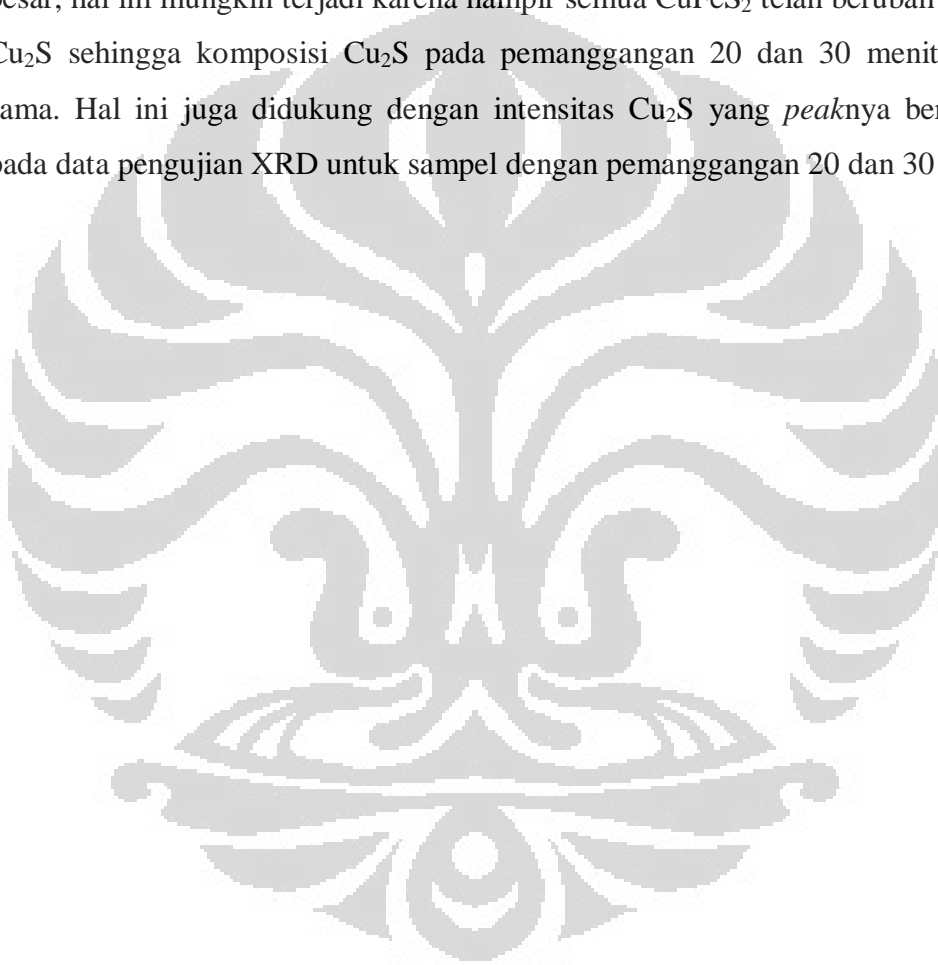 besar, hal ini mungkin terjadi karena hampir semua CuFeS₂ telah berubah
Cu₂S sehingga komposisi Cu₂S pada pemanggangan 20 dan 30 menit
ama. Hal ini juga didukung dengan intensitas Cu₂S yang peaknya ber
pada data pengujian XRD untuk sampel dengan pemanggangan 20 dan 30